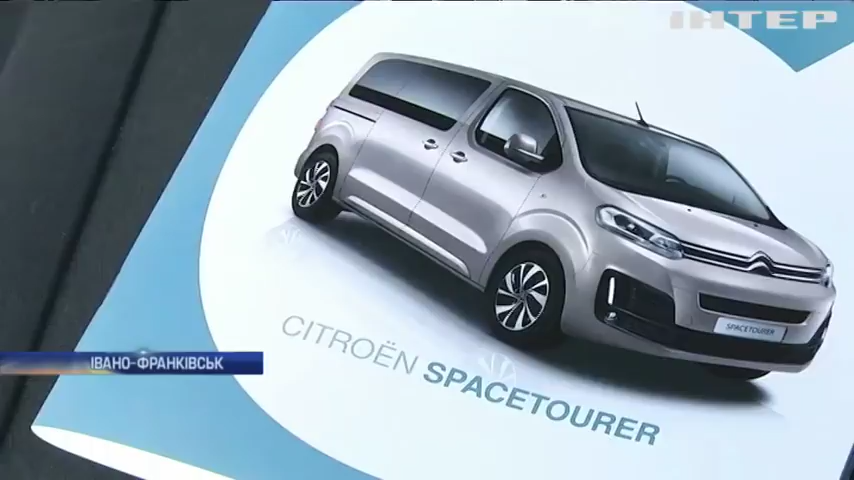 ІНТЕР
SPACETOURER
CITROËN SPACETOURER
ІВАНО-ФРАНКІВСЬК